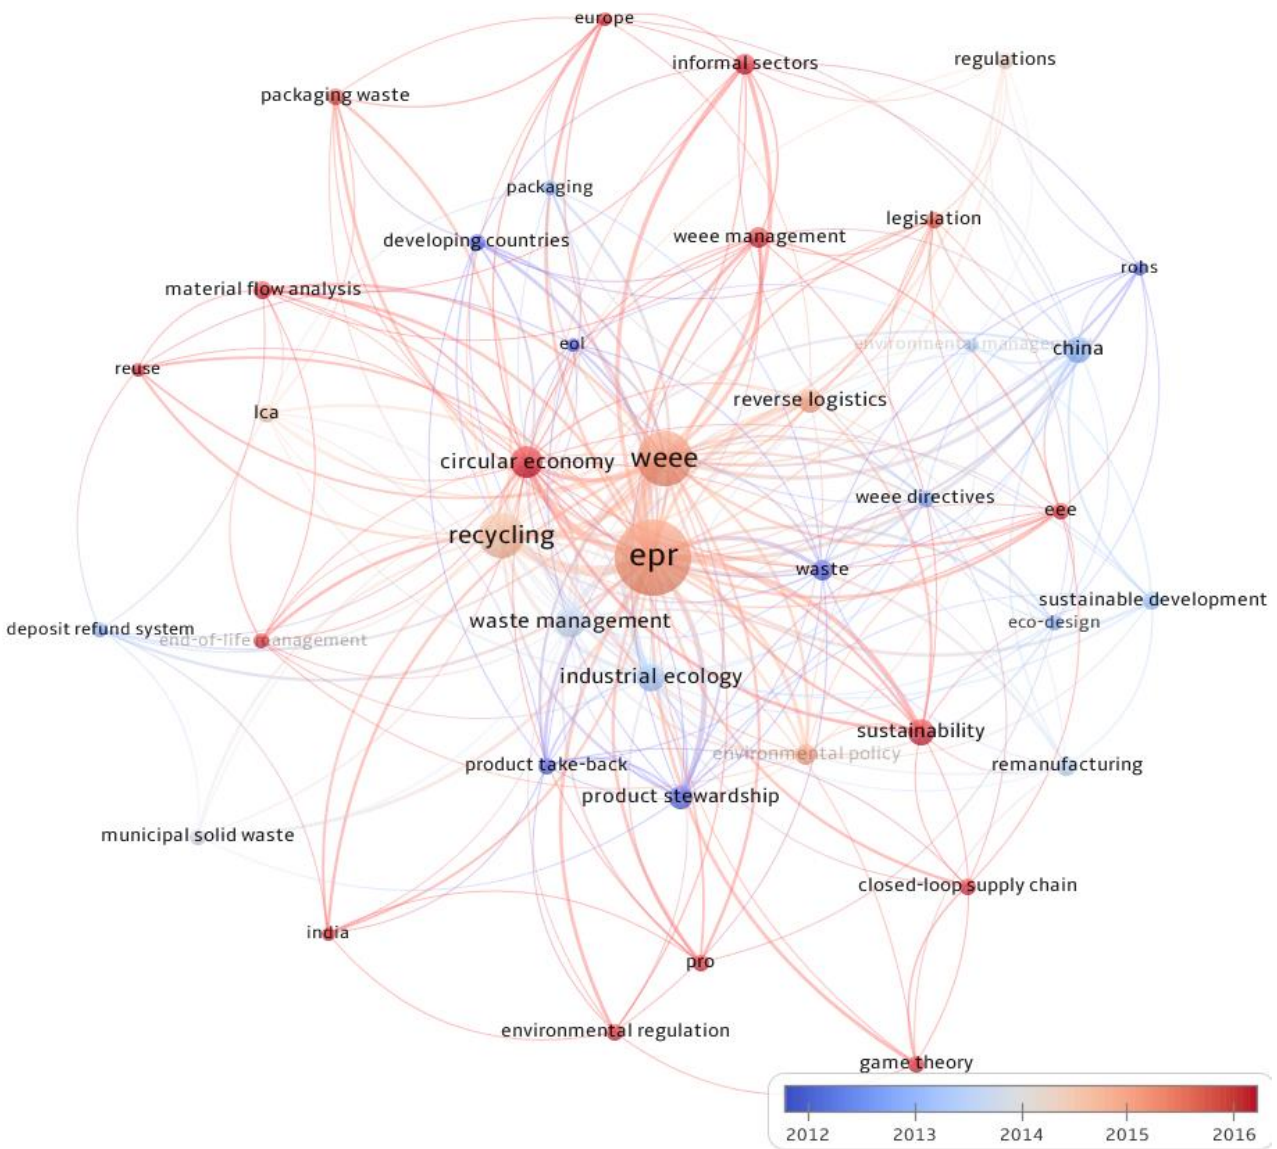 europe
informal sectors
regulations
packaging waste
packaging
developing countries
weee management
legislation
rohs
material flow analysis
eol
environmental manage
china
reuse
lca
reverse logistics
circular economy
weee
weee directives
eee
recycling
epr
waste
sustainable development
eco-design
waste management
deposit refund system
end-of-life management
industrial ecology
sustainability
environmental policy
product take-back
remanufacturing
product stewardship
municipal solid waste
closed-loop supply chain
india
pro
environmental regulation
game theory
2012 2013 2014 2015 2016